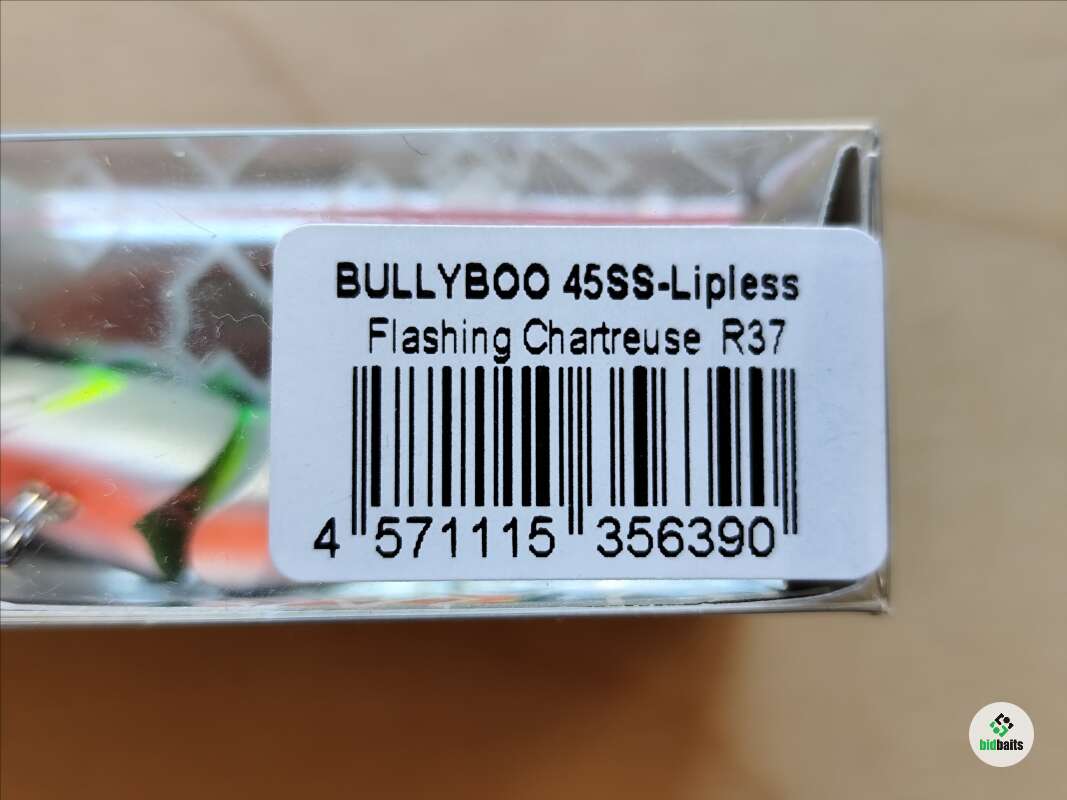 BULLYBOO 45SS-Lipless
Flashing Chartreuse R37
4 571115 356390
bidbaits